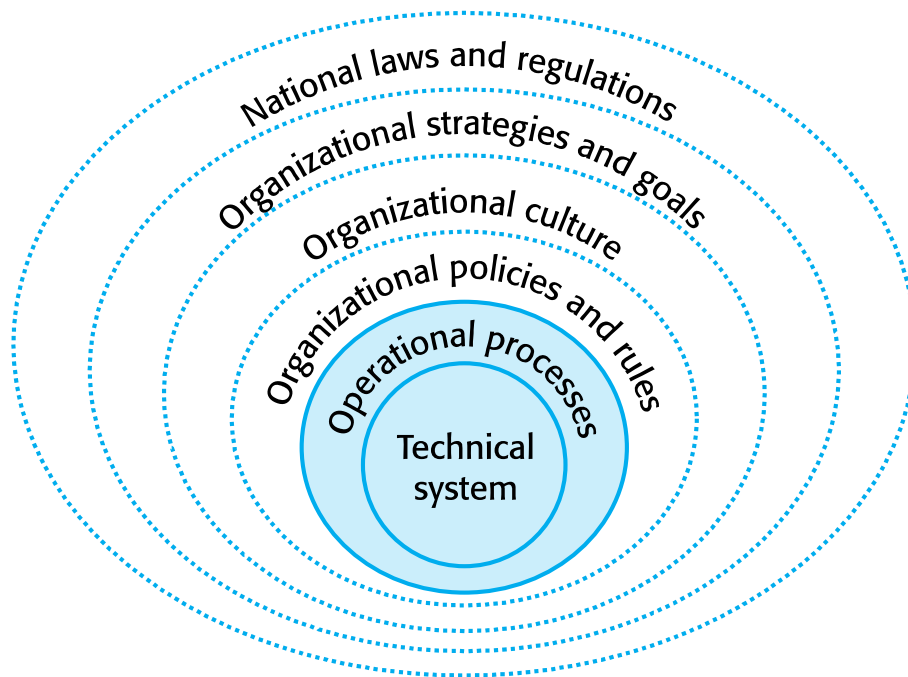 National laws and regulations
Organizational strategies and goals
Organizational culture
Organizational policies and rules
Operational processes
Technical
system